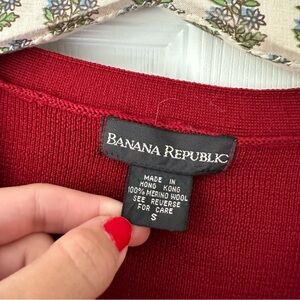 BANANA REPUBLIC
MADE IN
HONG KONG
100% MERINO WOOL
SEE REVERSE
FOR CARE
S